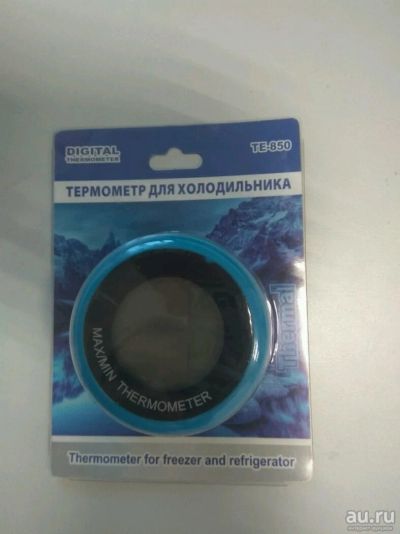 DIGITAL
THERMOMETER
TE-850
ТЕРМОМЕТР ДЛЯ ХОЛОДИЛЬНИКА
Thermal
MAX/MIN THERMOMETER
Thermometer for freezer and refrigerator
au.ru